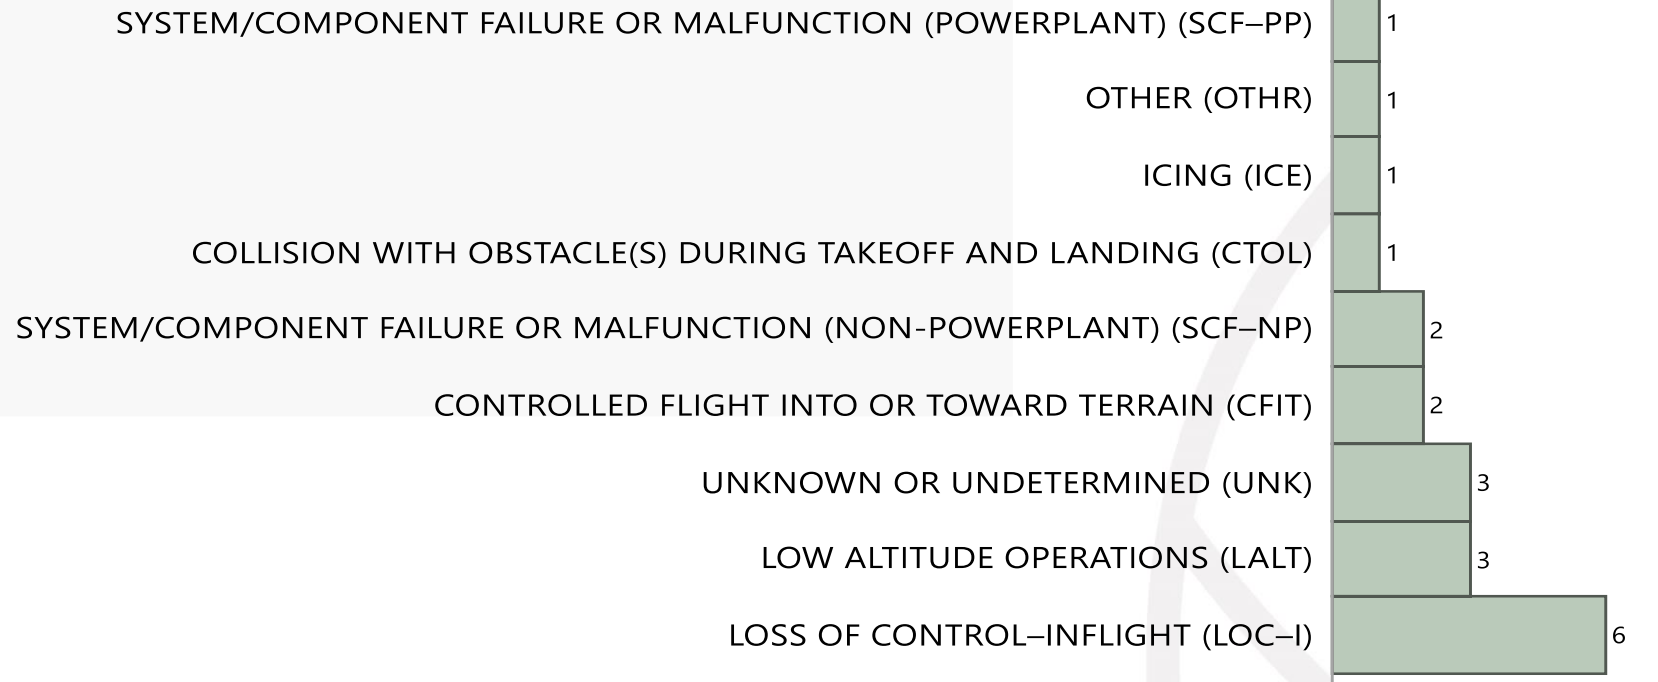 SYSTEM/COMPONENT FAILURE OR MALFUNCTION (POWERPLANT) (SCF–PP) 1
OTHER (OTHR) 1
ICING (ICE) 1
COLLISION WITH OBSTACLE(S) DURING TAKEOFF AND LANDING (CTOL) 1
SYSTEM/COMPONENT FAILURE OR MALFUNCTION (NON-POWERPLANT) (SCF–NP) 2
CONTROLLED FLIGHT INTO OR TOWARD TERRAIN (CFIT) 2
UNKNOWN OR UNDETERMINED (UNK) 3
LOW ALTITUDE OPERATIONS (LALT) 3
LOSS OF CONTROL–INFLIGHT (LOC–I) 6